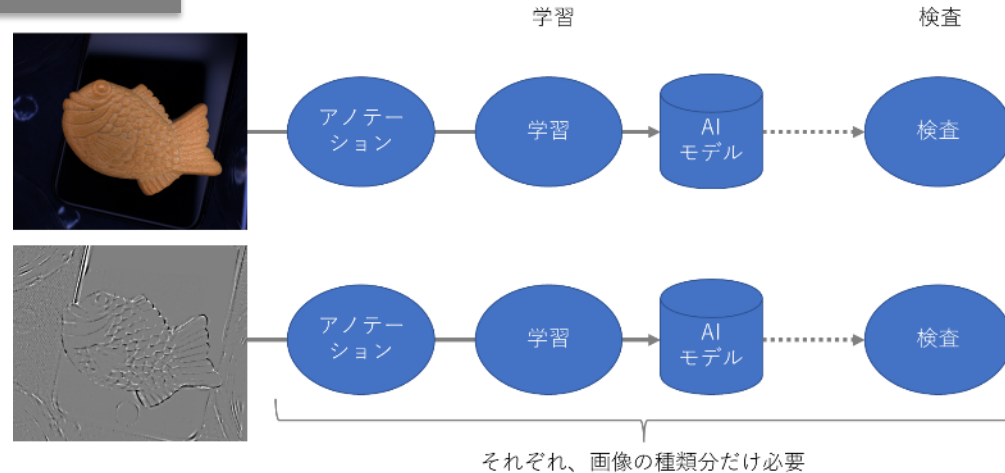 学習
検査
アノテー
ション
学習
AI
モデル
検査
アノテー
ション
学習
AI
モデル
検査
それぞれ、画像の種類分だけ必要